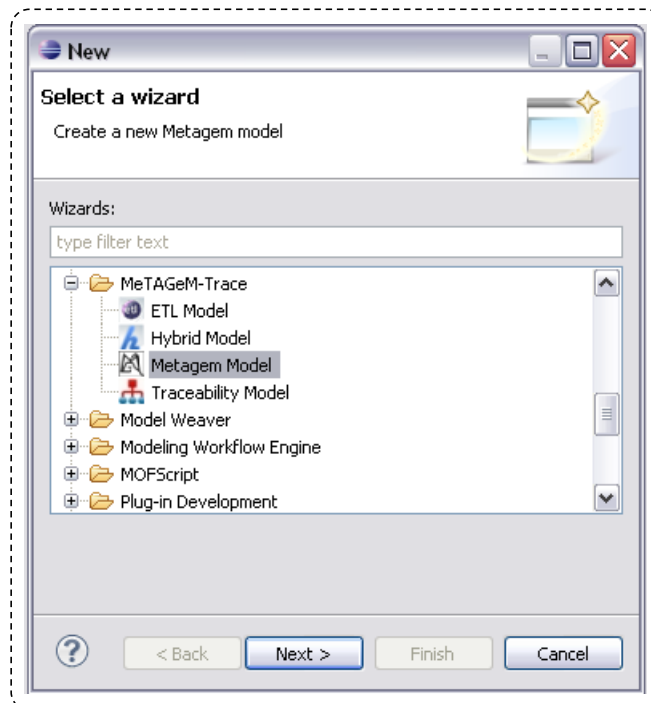 New
Select a wizard
Create a new Metagem model
Wizards:
type filter text
MeTAGeM-Trace
ETL Model
Hybrid Model
Metagem Model
Traceability Model
Model Weaver
Modeling Workflow Engine
MOFScript
Plug-in Development
? < Back Next > Finish Cancel